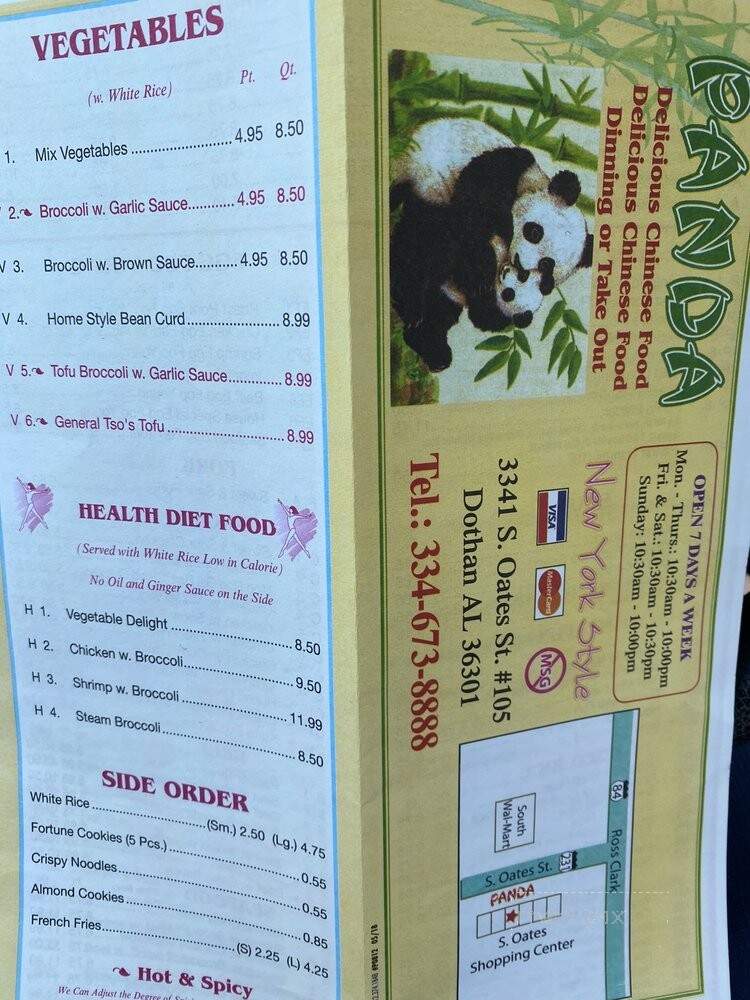 VEGETABLES
(w. White Rice) Pt. Qt.
1. Mix Vegetables 4.95 8.50
2. Broccoli w. Garlic Sauce 4.95 8.50
V 3. Broccoli w. Brown Sauce 4.95 8.50
V 4. Home Style Bean Curd 8.99
V 5. Tofu Broccoli w. Garlic Sauce 8.99
V 6. General Tso's Tofu 8.99
HEALTH DIET FOOD
(Served with White Rice Low in Calorie)
No Oil and Ginger Sauce on the Side
H 1. Vegetable Delight 8.50
H 2. Chicken w. Broccoli 9.50
H 3. Shrimp w. Broccoli 11.99
H 4. Steam Broccoli 8.50
SIDE ORDER
White Rice (Sm.) 2.50 (Lg.) 4.75
Fortune Cookies (5 Pcs.) 0.55
Crispy Noodles 0.55
Almond Cookies 0.85
French Fries (S) 2.25 (L) 4.25
Hot & Spicy
We Can Adjust the Degree of
PANDA
Delicious Chinese Food
Delicious Chinese Food
Dinning or Take Out
OPEN 7 DAYS A WEEK
Mon. - Thurs.: 10:30am - 10:00pm
Fri. & Sat.: 10:30am - 10:30pm
Sunday: 10:30am - 10:00pm
New York Style
VISA
MasterCard
MSG
3341 S. Oates St. #105
Dothan AL 36301
Tel.: 334-673-8888
84
Ross Clark
South
Wal-Mart
231
S. Oates St.
PANDA
S. Oates
Shopping Center